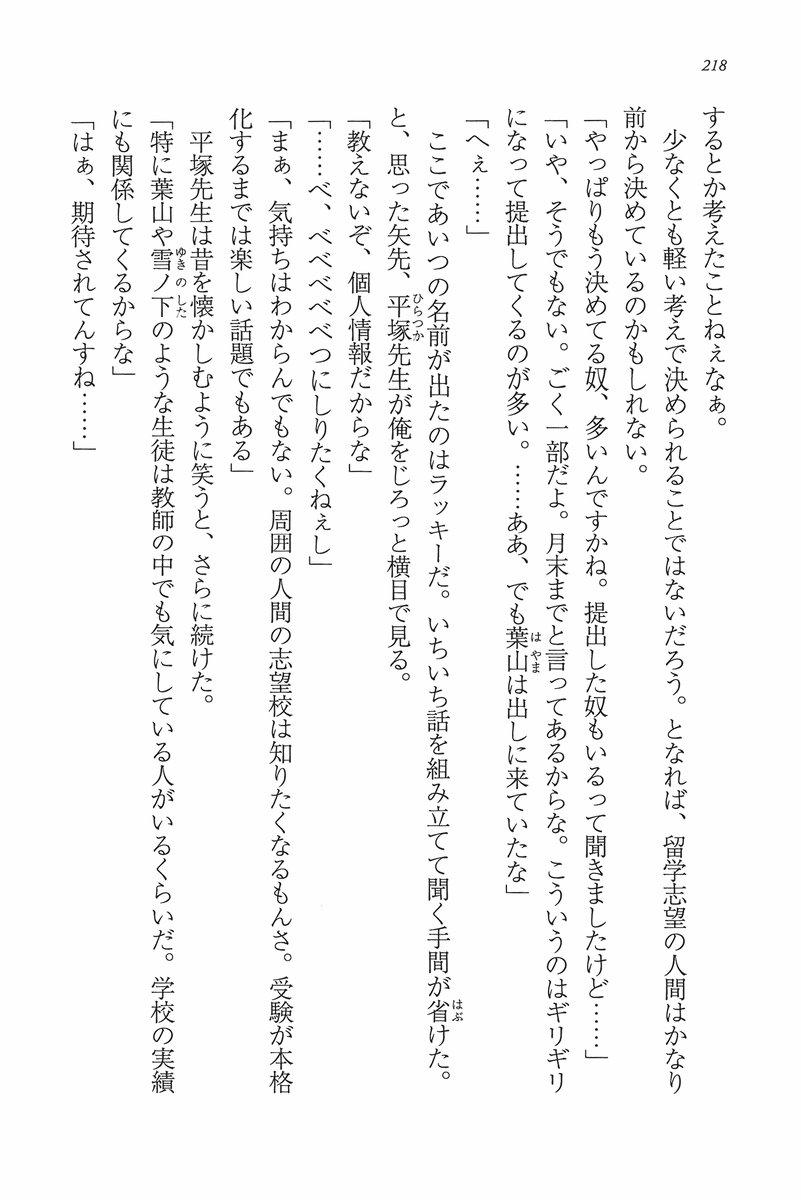 218
するとか考えたことねぇなぁ。
少なくとも軽い考えで決められることではないだろう。となれば、留学志望の人間はかなり
前から決めているのかもしれない。
「やっぱりもう決めてる奴、多いんですかね。提出した奴もいるって聞きましたけど……」
「いや、そうでもない。ごく一部だよ。月末までと言ってあるからな。こういうのはギリギリ
になって提出してくるのが多い。……ああ、でも葉山は出しに来ていたな」
「へぇ……」
ここであいつの名前が出たのはラッキーだ。いちいち話を組み立てて聞く手間が省けた。
と、思った矢先、平塚先生が俺をじろっと横目で見る。
「教えないぞ、個人情報だからな」
「……べ、べべべべべつにしりたくねぇし」
「まぁ、気持ちはわからんでもない。周囲の人間の志望校は知りたくなるもんさ。受験が本格
化するまでは楽しい話題でもある」
平塚先生は昔を懐かしむように笑うと、さらに続けた。
「特に葉山や雪ノ下のような生徒は教師の中でも気にしている人がいるくらいだ。学校の実績
にも関係してくるからな」
「はぁ、期待されてんすね……」